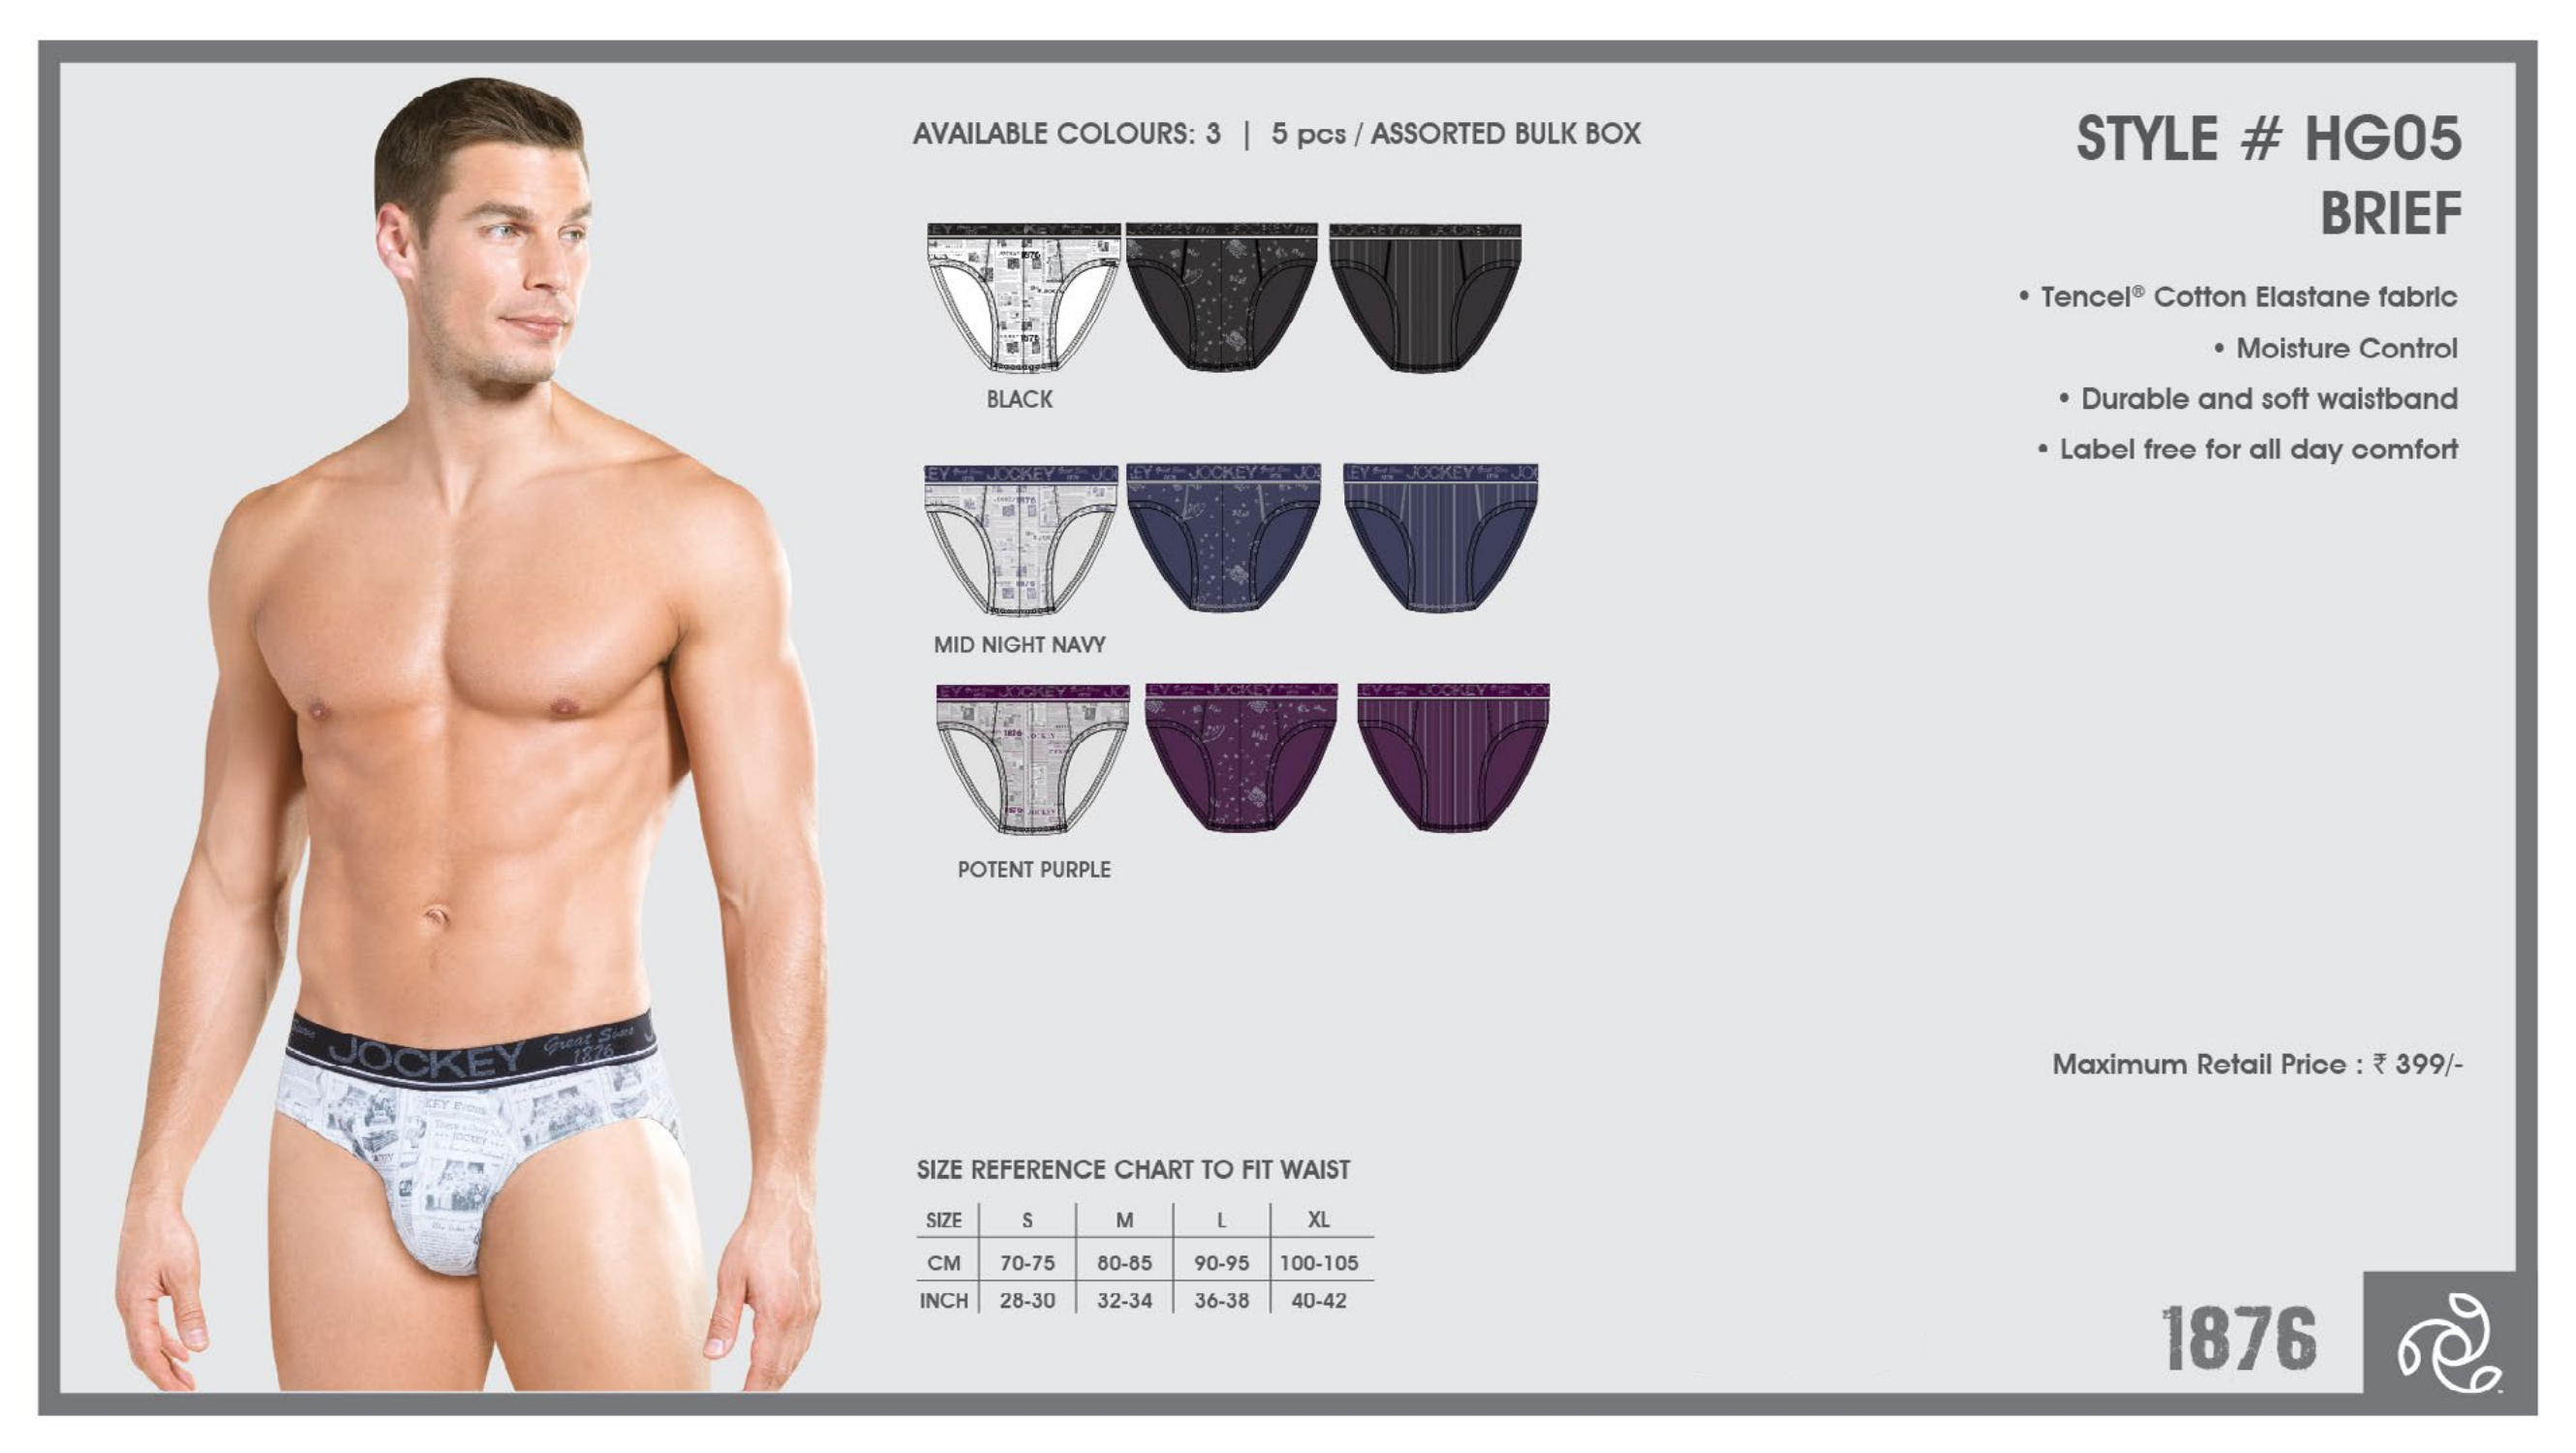 AVAILABLE COLOURS: 3 | 5 pcs / ASSORTED BULK BOX
BLACK
MID NIGHT NAVY
POTENT PURPLE
STYLE # HG05
BRIEF
• Tencel® Cotton Elastane fabric
• Moisture Control
• Durable and soft waistband
• Label free for all day comfort
Maximum Retail Price : ₹ 399/-
JOCKEY Great Since 1876
SIZE REFERENCE CHART TO FIT WAIST
SIZE S M L XL
CM 70-75 80-85 90-95 100-105
INCH 28-30 32-34 36-38 40-42
1876